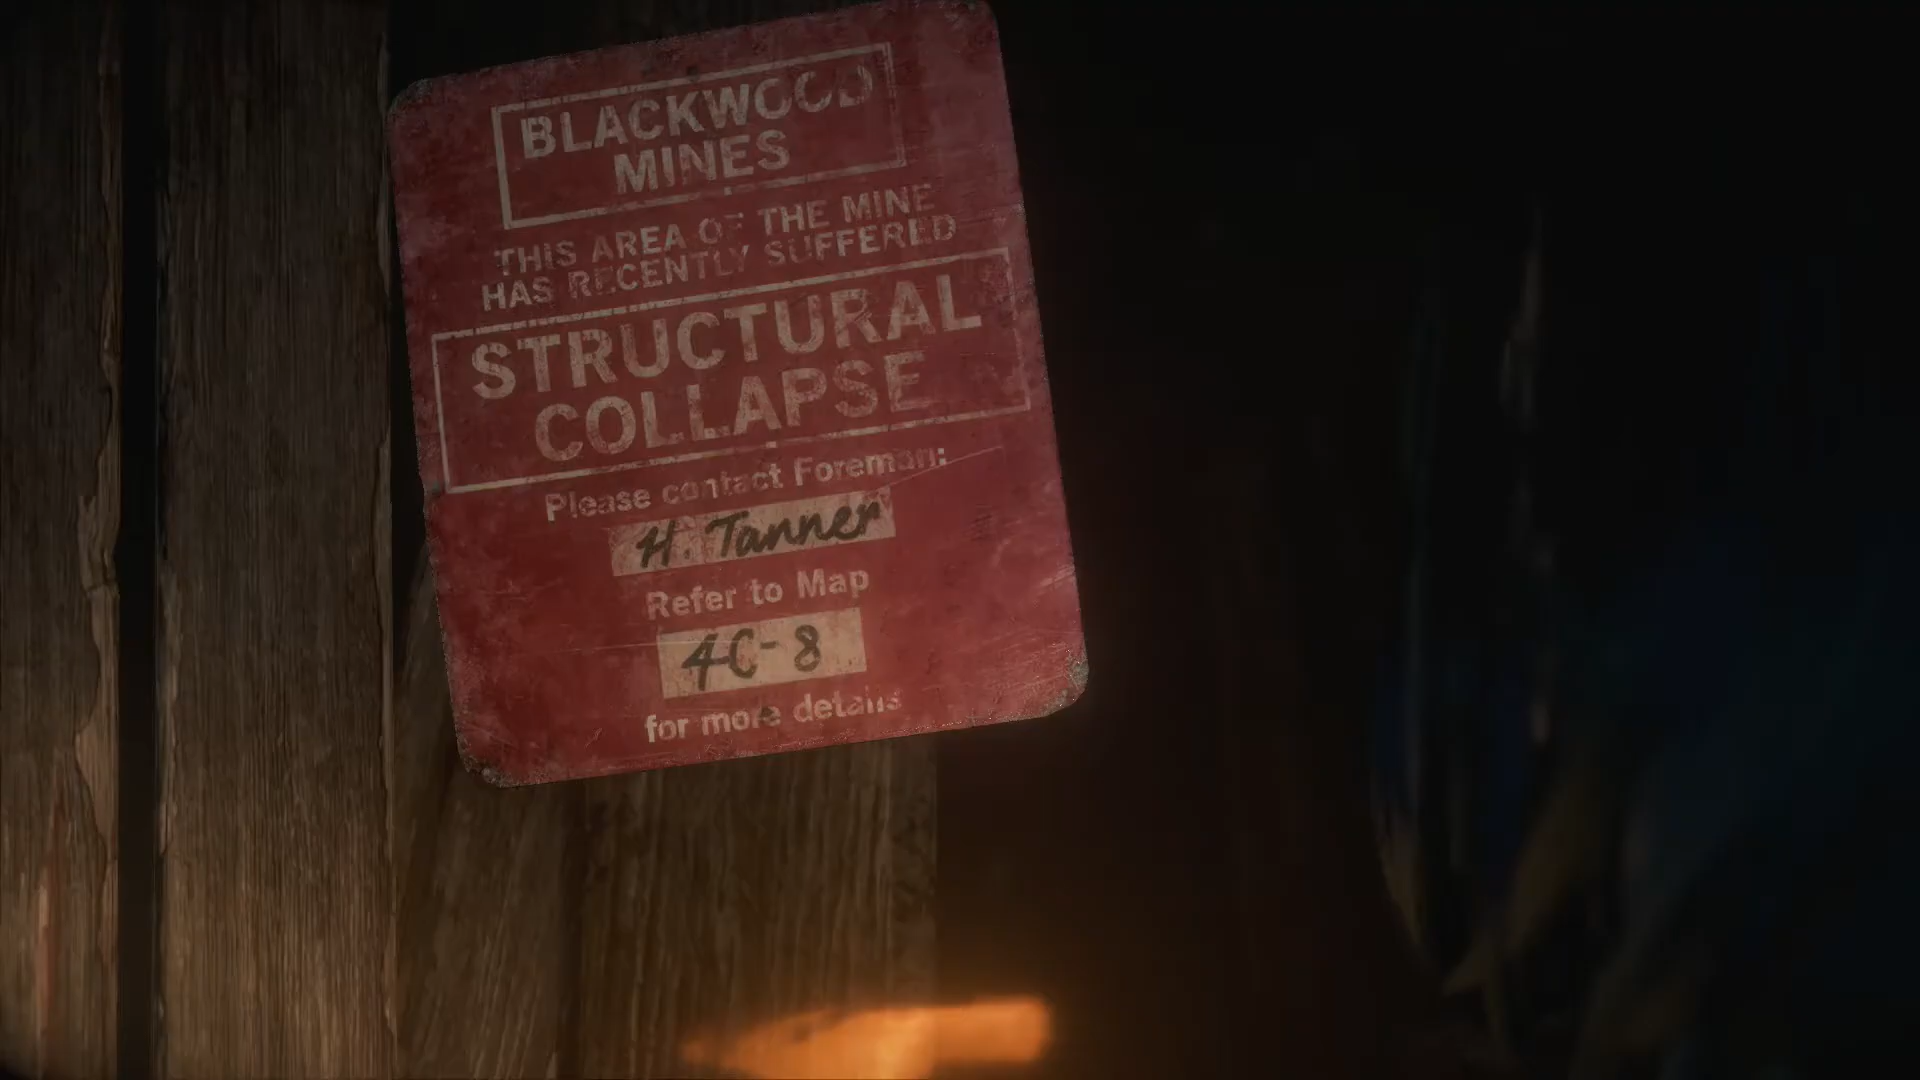 BLACKWOOD
MINES
THIS AREA OF THE MINE
HAS RECENTLY SUFFERED
STRUCTURAL
COLLAPSE
Please contact Foreman:
H. Tanner
Refer to Map
4C-8
for more details